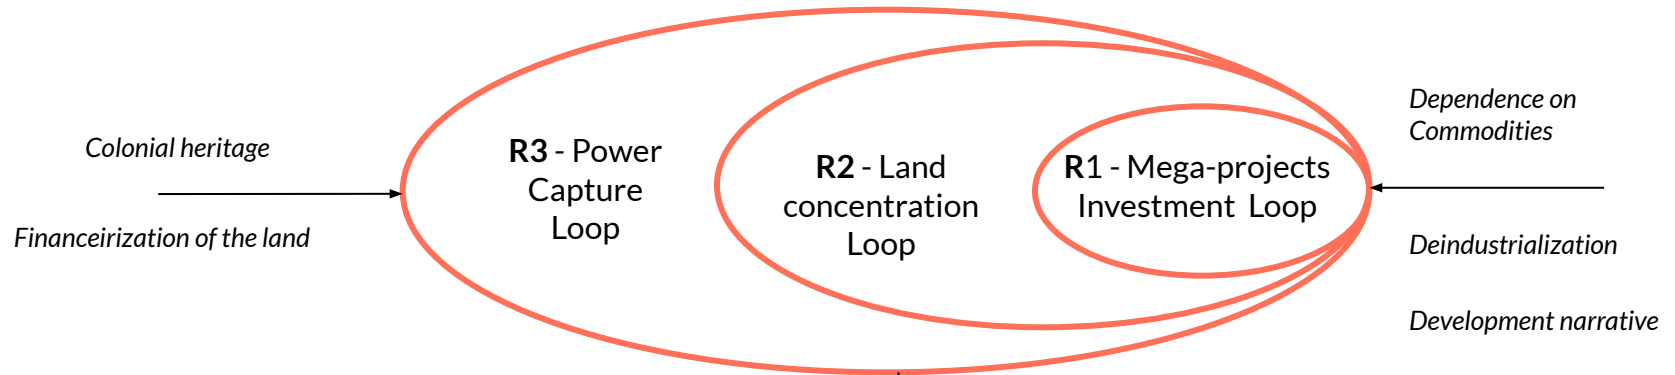 Colonial heritage
Financeirization of the land
R3 - Power
Capture
Loop
R2 - Land
concentration
Loop
R1 - Mega-projects
Investment Loop
Dependence on
Commodities
Deindustrialization
Development narrative